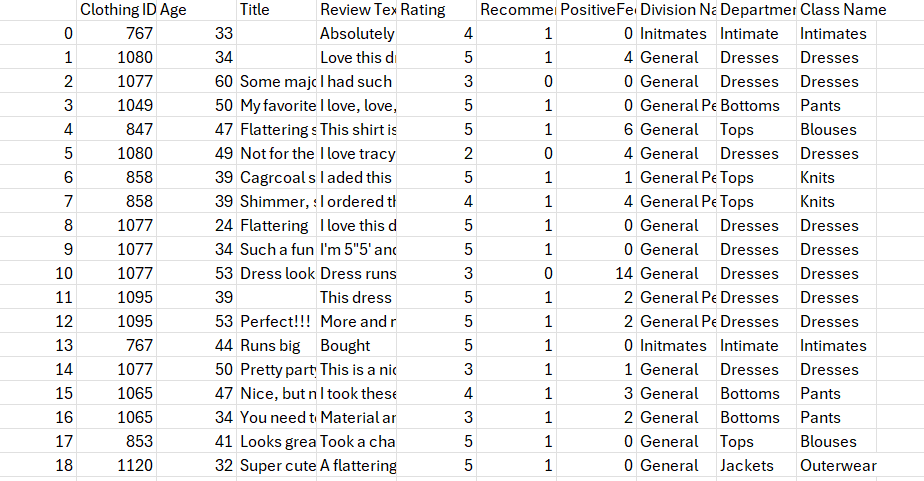 Clothing ID Age Title Review Tex Rating Recommer PositiveFee Division Na Departmer Class Name
0 767 33 Absolutely 4 1 0 Initmates Intimate Intimates
1 1080 34 Love this dr 5 1 4 General Dresses Dresses
2 1077 60 Some majo I had such 3 0 0 General Dresses Dresses
3 1049 50 My favorite I love, love, 5 1 0 General Pe Bottoms Pants
4 847 47 Flattering s This shirt is 5 1 6 General Tops Blouses
5 1080 49 Not for the I love tracy 2 0 4 General Dresses Dresses
6 858 39 Cagrcoal s I aded this 5 1 1 General Pe Tops Knits
7 858 39 Shimmer, s I ordered th 4 1 4 General Pe Tops Knits
8 1077 24 Flattering I love this d 5 1 0 General Dresses Dresses
9 1077 34 Such a fun I'm 5"5' and 5 1 0 General Dresses Dresses
10 1077 53 Dress look Dress runs 3 0 14 General Dresses Dresses
11 1095 39 This dress 5 1 2 General Pe Dresses Dresses
12 1095 53 Perfect!!! More and m 5 1 2 General Pe Dresses Dresses
13 767 44 Runs big Bought 5 1 0 Initmates Intimate Intimates
14 1077 50 Pretty party This is a nic 3 1 1 General Dresses Dresses
15 1065 47 Nice, but n I took these 4 1 3 General Bottoms Pants
16 1065 34 You need to Material an 3 1 2 General Bottoms Pants
17 853 41 Looks grea Took a cha 5 1 0 General Tops Blouses
18 1120 32 Super cute A flattering 5 1 0 General Jackets Outerwear